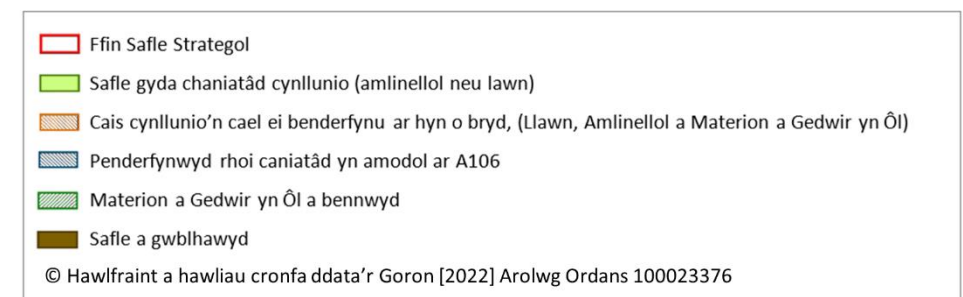 Ffin Safle Strategol
Safle gyda chaniatâd cynllunio (amlinellol neu lawn)
Cais cynllunio'n cael ei benderfynu ar hyn o bryd, (Llawn, Amlinellol a Materion a Gedwir yn Ôl)
Penderfynwyd rhoi caniatâd yn amodol ar A106
Materion a Gedwir yn Ôl a bennwyd
Safle a gwblhawyd
© Hawlfraint a hawliau cronfa ddata'r Goron [2022] Arolwg Ordans 100023376